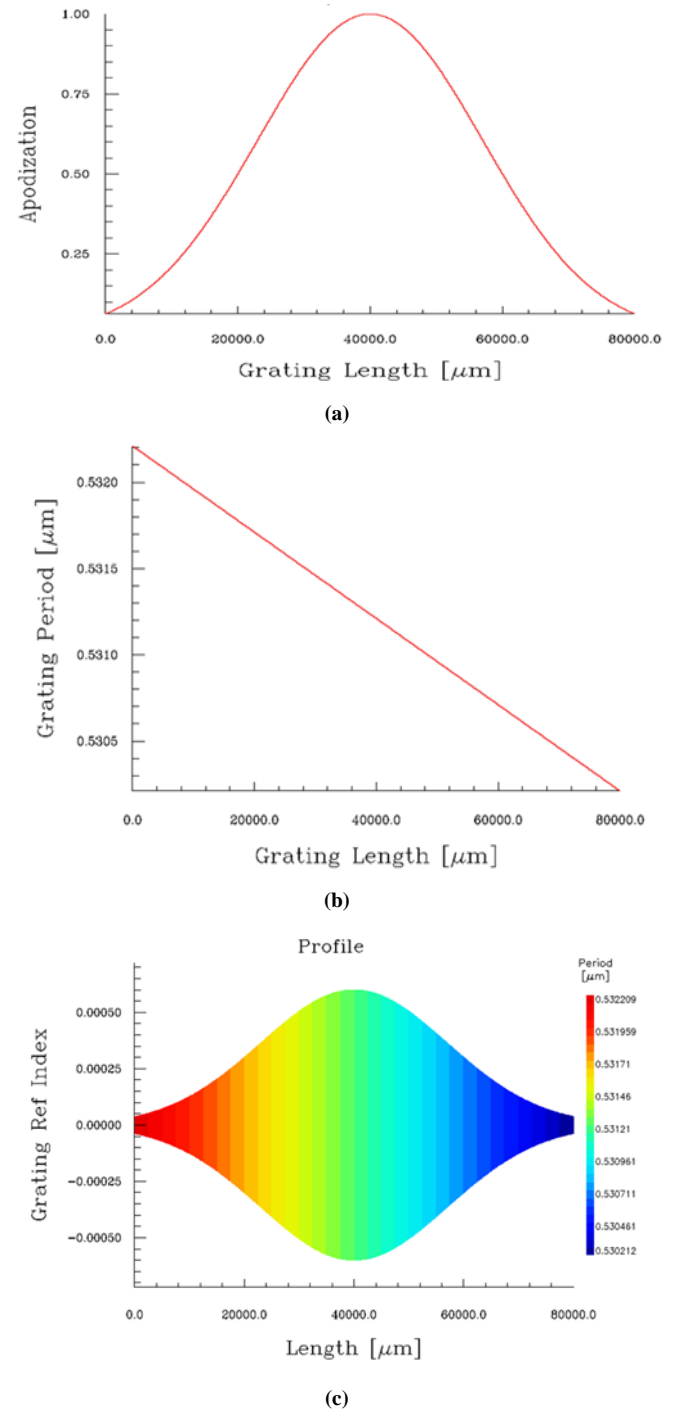 1.00
0.75
0.50
0.25
Apodization
0.0 20000.0 40000.0 60000.0 80000.0
Grating Length [μm]
(a)
0.5320
0.5315
0.5310
0.5305
Grating Period [μm]
0.0 20000.0 40000.0 60000.0 80000.0
Grating Length [μm]
(b)
Profile
Period
[μm]
0.00050
0.00025
0.00000
-0.00025
-0.00050
Grating Ref Index
0.532209
0.531959
0.53171
0.53146
0.53121
0.530961
0.530711
0.530461
0.530212
0.0 20000.0 40000.0 60000.0 80000.0
Length [μm]
(c)